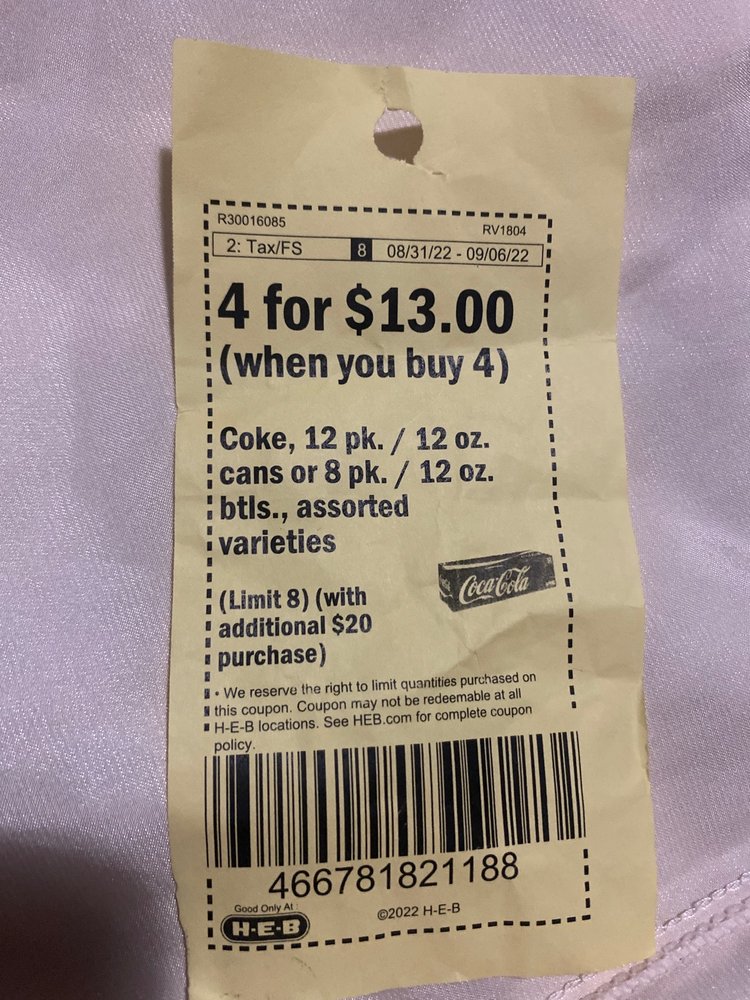 R30016085 RV1804
2: Tax/FS 8 08/31/22 - 09/06/22
4 for $13.00
(when you buy 4)
Coke, 12 pk. / 12 oz.
cans or 8 pk. / 12 oz.
btls., assorted
varieties
Coca-Cola
(Limit 8) (with
additional $20
purchase)
• We reserve the right to limit quantities purchased on
this coupon. Coupon may not be redeemable at all
H-E-B locations. See HEB.com for complete coupon
policy.
466781821188
Good Only At :
H-E-B
©2022 H-E-B